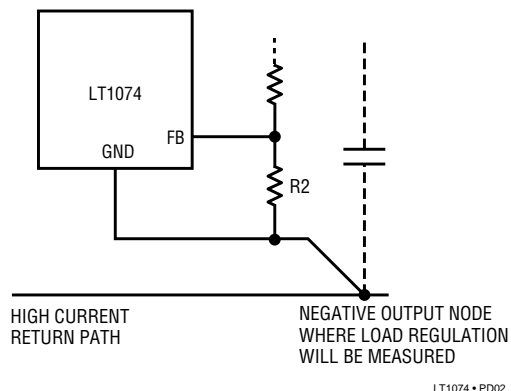 LT1074
FB
GND
R2
HIGH CURRENT
RETURN PATH
NEGATIVE OUTPUT NODE
WHERE LOAD REGULATION
WILL BE MEASURED
LT1074 • PD02